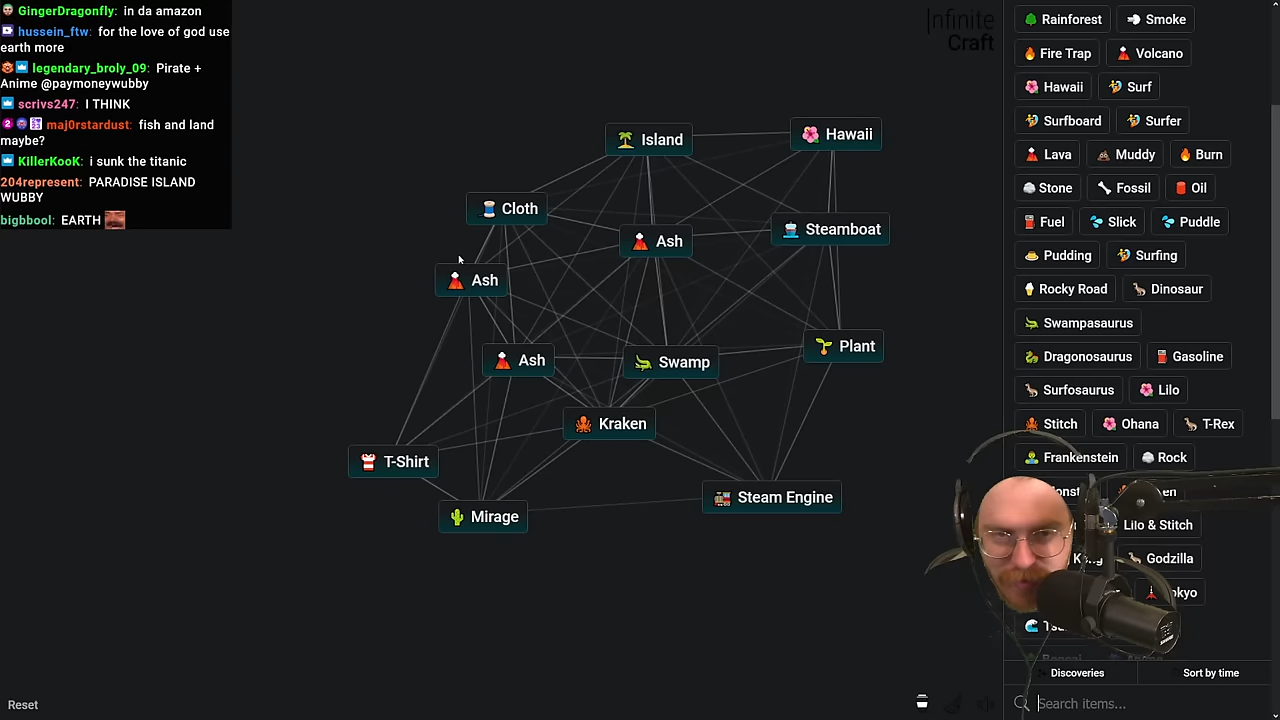 GingerDragonfly: in da amazon
hussein_ftw: for the love of god use
earth more
legendary_broly_09: Pirate +
Anime @paymoneywubby
scrivs247: I THINK
maj0rstardust: fish and land
maybe?
KillerKooK: i sunk the titanic
204represent: PARADISE ISLAND
WUBBY
bigbbool: EARTH
Infinite
Craft
Island
Hawaii
Cloth
Ash
Steamboat
Ash
Ash
Swamp
Plant
Kraken
T-Shirt
Steam Engine
Mirage
Reset
Rainforest Smoke
Fire Trap Volcano
Hawaii Surf
Surfboard Surfer
Lava Muddy Burn
Stone Fossil Oil
Fuel Slick Puddle
Pudding Surfing
Rocky Road Dinosaur
Swampasaurus
Dragonosaurus Gasoline
Surfosaurus Lilo
Stitch Ohana T-Rex
Frankenstein Rock
Lilo & Stitch
Godzilla
Discoveries Sort by time
Search items...